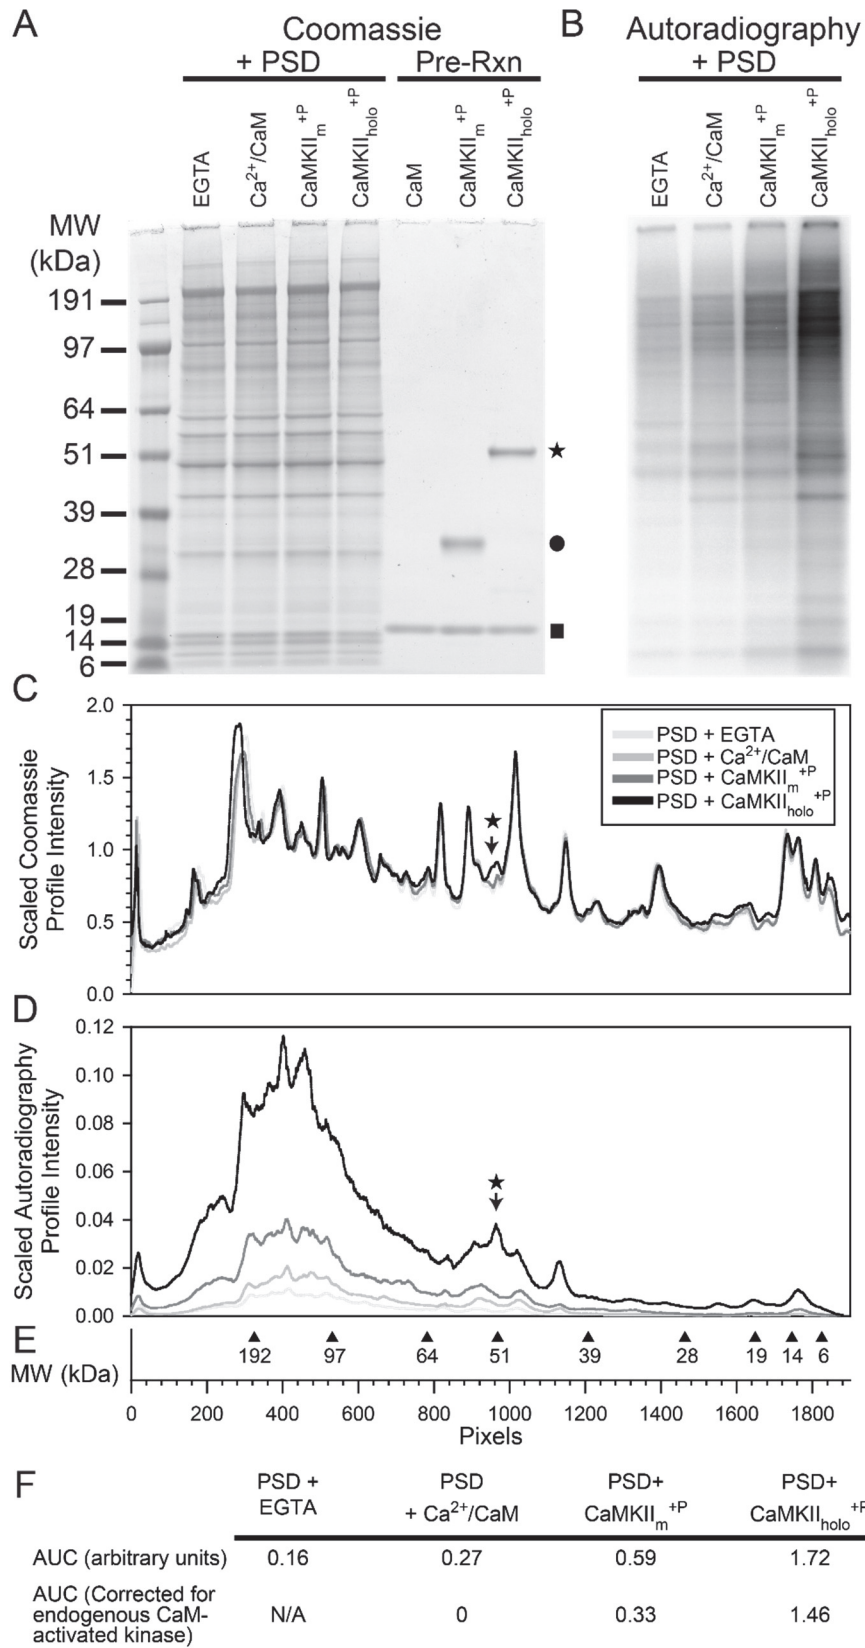 A
Coomassie
+ PSD
Pre-Rxn
EGTA
Ca²⁺/CaM
CaMKIIₘ⁺ᴾ
CaMKIIholo⁺ᴾ
CaM
CaMKIIₘ⁺ᴾ
CaMKIIholo⁺ᴾ
B
Autoradiography
+ PSD
EGTA
Ca²⁺/CaM
CaMKIIₘ⁺ᴾ
CaMKIIholo⁺ᴾ
MW
(kDa)
191
97
64
51
39
28
19
14
6
C
Scaled Coomassie
Profile Intensity
2.0
1.5
1.0
0.5
0.0
PSD + EGTA
PSD + Ca²⁺/CaM
PSD + CaMKIIₘ⁺ᴾ
PSD + CaMKIIholo⁺ᴾ
D
Scaled Autoradiography
Profile Intensity
0.12
0.10
0.08
0.06
0.04
0.02
0.00
E
MW (kDa)
192 97 64 51 39 28 19 14 6
0 200 400 600 800 1000 1200 1400 1600 1800
Pixels
F
PSD + EGTA
PSD + Ca²⁺/CaM
PSD+ CaMKIIₘ⁺ᴾ
PSD+ CaMKIIholo⁺ᴾ
AUC (arbitrary units) 0.16 0.27 0.59 1.72
AUC (Corrected for
endogenous CaM-
activated kinase) N/A 0 0.33 1.46